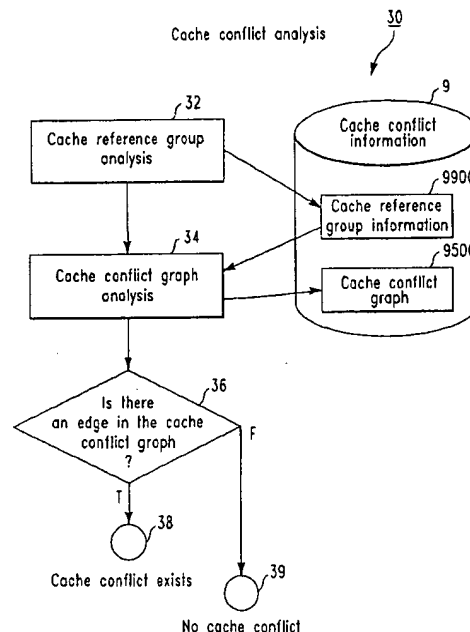 Cache conflict analysis
30
32
Cache reference group
analysis
9
Cache conflict
information
9900
Cache reference
group information
34
Cache conflict graph
analysis
9500
Cache conflict
graph
36
Is there
an edge in the cache
conflict graph
?
F
T
38
Cache conflict exists
39
No cache conflict